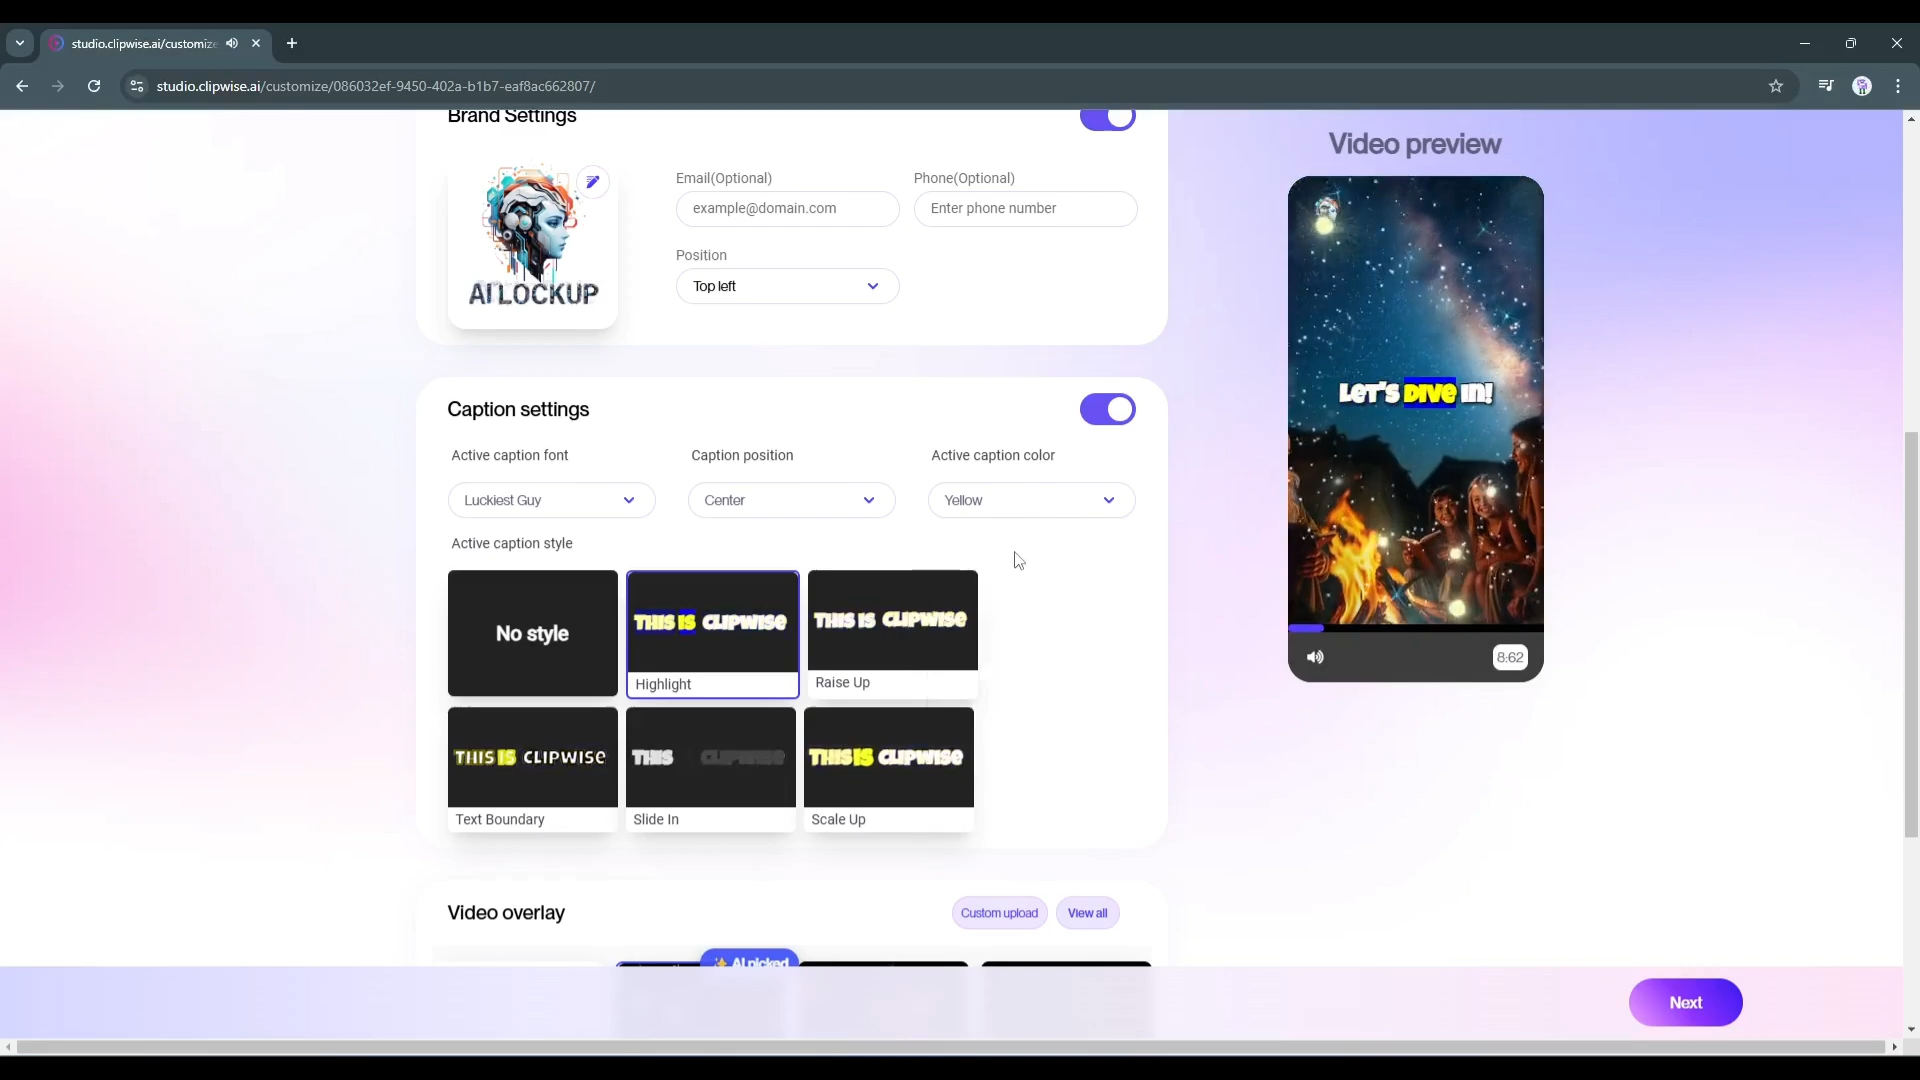 studio.clipwise.ai/customize
studio.clipwise.ai/customize/086032ef-9450-402a-b1b7-eaf8ac662807/
Brand Settings
Video preview
Email(Optional)
Phone(Optional)
example@domain.com
Enter phone number
Position
Top left
AI LOCKUP
LET'S DIVE IN!
Caption settings
Active caption font
Caption position
Active caption color
Luckiest Guy
Center
Yellow
Active caption style
No style
THIS IS CLIPWISE
Highlight
THIS IS CLIPWISE
Raise Up
8:62
THIS IS CLIPWISE
Text Boundary
THIS CLIPWISE
Slide In
THIS IS CLIPWISE
Scale Up
Video overlay
Custom upload
View all
AI picked
Next